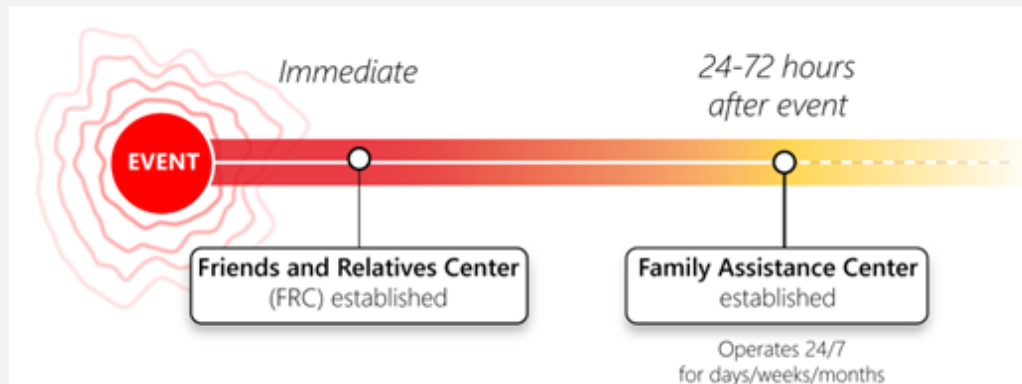 Immediate
24-72 hours
after event
EVENT
Friends and Relatives Center
(FRC) established
Family Assistance Center
established
Operates 24/7
for days/weeks/months